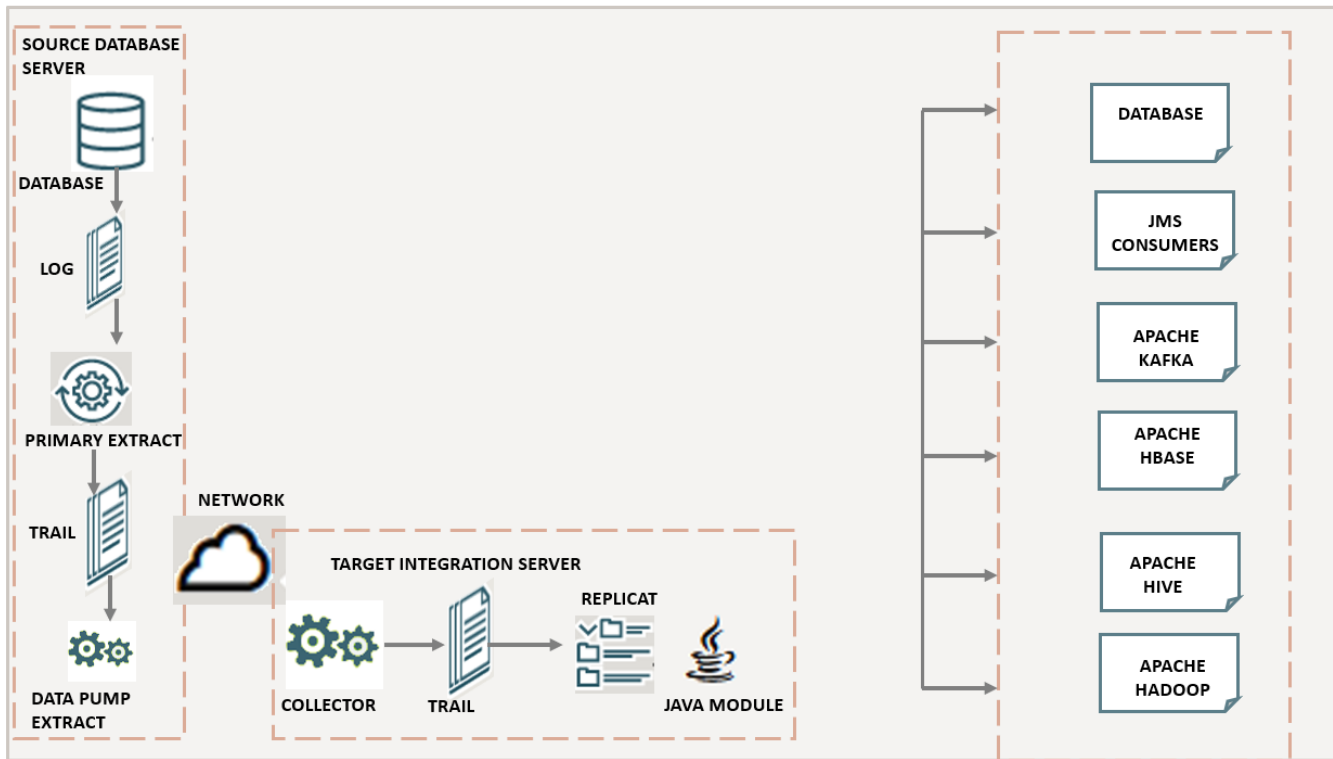 SOURCE DATABASE
SERVER
DATABASE
LOG
PRIMARY EXTRACT
TRAIL
DATA PUMP
EXTRACT
NETWORK
TARGET INTEGRATION SERVER
COLLECTOR
TRAIL
REPLICAT
JAVA MODULE
DATABASE
JMS
CONSUMERS
APACHE
KAFKA
APACHE
HBASE
APACHE
HIVE
APACHE
HADOOP